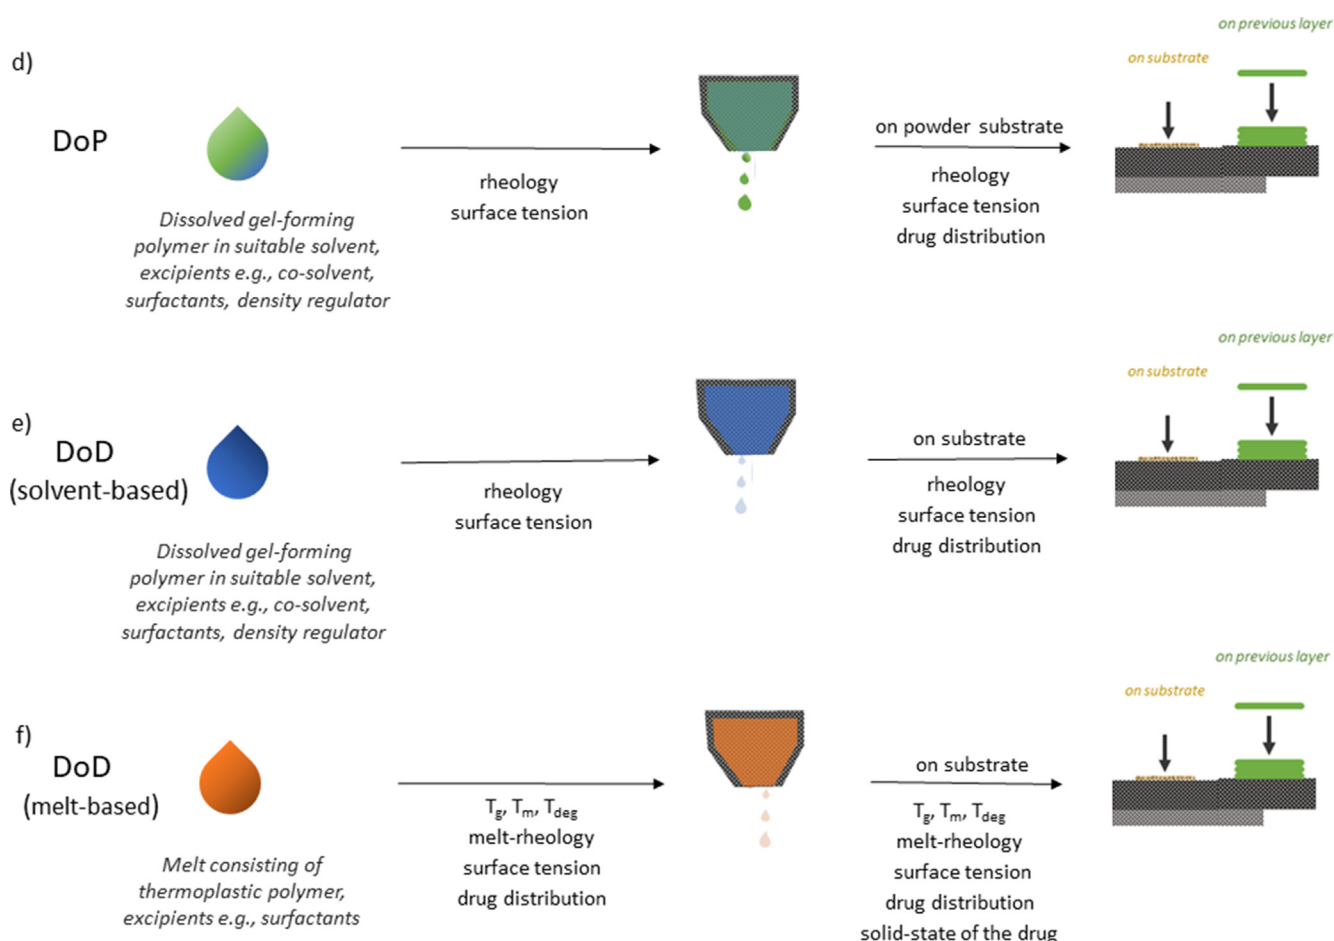 d)
DoP
Dissolved gel-forming
polymer in suitable solvent,
excipients e.g., co-solvent,
surfactants, density regulator
rheology
surface tension
on powder substrate
rheology
surface tension
drug distribution
on substrate
on previous layer
e)
DoD
(solvent-based)
Dissolved gel-forming
polymer in suitable solvent,
excipients e.g., co-solvent,
surfactants, density regulator
rheology
surface tension
on substrate
rheology
surface tension
drug distribution
on substrate
on previous layer
f)
DoD
(melt-based)
Melt consisting of
thermoplastic polymer,
excipients e.g., surfactants
Tg, Tm, Tdeg
melt-rheology
surface tension
drug distribution
on substrate
Tg, Tm, Tdeg
melt-rheology
surface tension
drug distribution
solid-state of the drug
on substrate
on previous layer